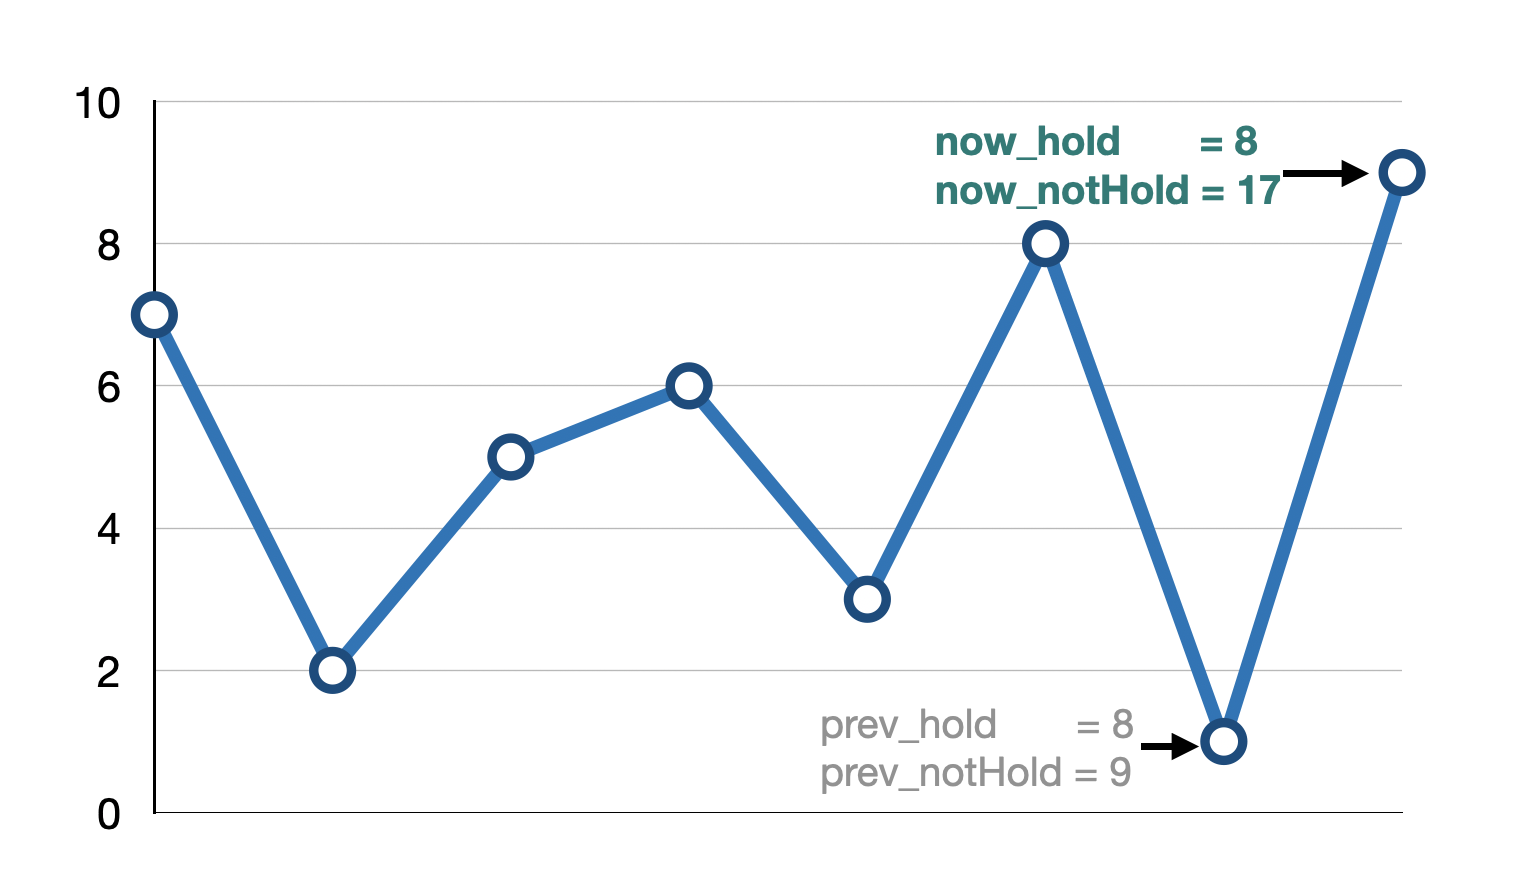 10
now_hold = 8
now_notHold = 17
8
6
4
2
prev_hold = 8
prev_notHold = 9
0